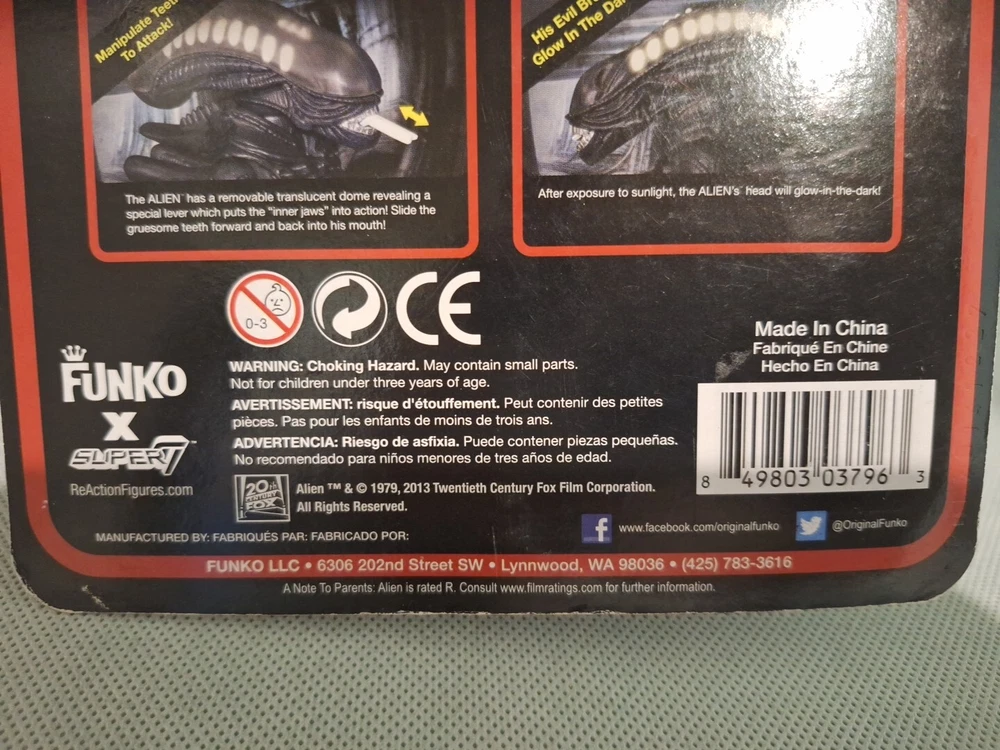 Manipulate Teeth
To Attack!
His Evil
Glow In The Dark
The ALIEN™ has a removable translucent dome revealing a
special lever which puts the "inner jaws" into action! Slide the
gruesome teeth forward and back into his mouth!
After exposure to sunlight, the ALIEN's™ head will glow-in-the-dark!
0-3
CE
Made In China
Fabriqué En Chine
Hecho En China
WARNING: Choking Hazard. May contain small parts.
Not for children under three years of age.
AVERTISSEMENT: risque d'étouffement. Peut contenir des petites
pièces. Pas pour les enfants de moins de trois ans.
ADVERTENCIA: Riesgo de asfixia. Puede contener piezas pequeñas.
No recomendado para niños menores de tres años de edad.
FUNKO
X
SUPER7™
ReActionFigures.com
20th
CENTURY
FOX
Alien ™ & © 1979, 2013 Twentieth Century Fox Film Corporation.
All Rights Reserved.
8 49803 03796 3
www.facebook.com/originalfunko
@OriginalFunko
MANUFACTURED BY: FABRIQUÉS PAR: FABRICADO POR:
FUNKO LLC • 6306 202nd Street SW • Lynnwood, WA 98036 • (425) 783-3616
A Note To Parents: Alien is rated R. Consult www.filmratings.com for further information.